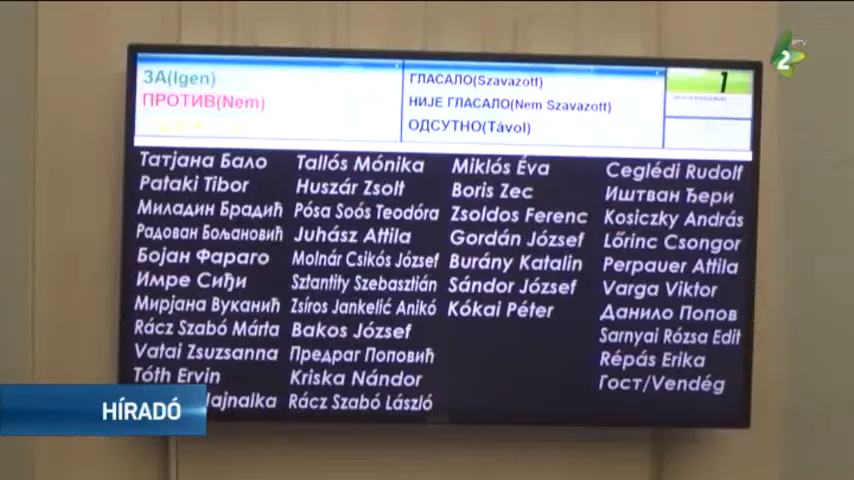 ЗА(Igen)
ПРОТИВ(Nem)
ГЛАСАЛО(Szavazott)
НИЈЕ ГЛАСАЛО(Nem Szavazott)
ОДСУТНО(Távol)
1
2
Татјана Бало
Pataki Tibor
Миладин Брадић
Радован Бољановић
Бојан Фараго
Имре Сиђи
Мирјана Вуканић
Rácz Szabó Márta
Vatai Zsuzsanna
Tóth Ervin
Hajnalka
Tallós Mónika
Huszár Zsolt
Pósa Soós Teodóra
Juhász Attila
Molnár Csikós József
Sztantity Szebasztián
Zsíros Jankelić Anikó
Bakos József
Предраг Поповић
Kriska Nándor
Rácz Szabó László
Miklós Éva
Boris Zec
Zsoldos Ferenc
Gordán József
Burány Katalin
Sándor József
Kókai Péter
Ceglédi Rudolf
Иштван Ђери
Kosiczky András
Lőrinc Csongor
Perpauer Attila
Varga Viktor
Данило Попов
Sarnyai Rózsa Edit
Répás Erika
Гост/Vendég
HÍRADÓ